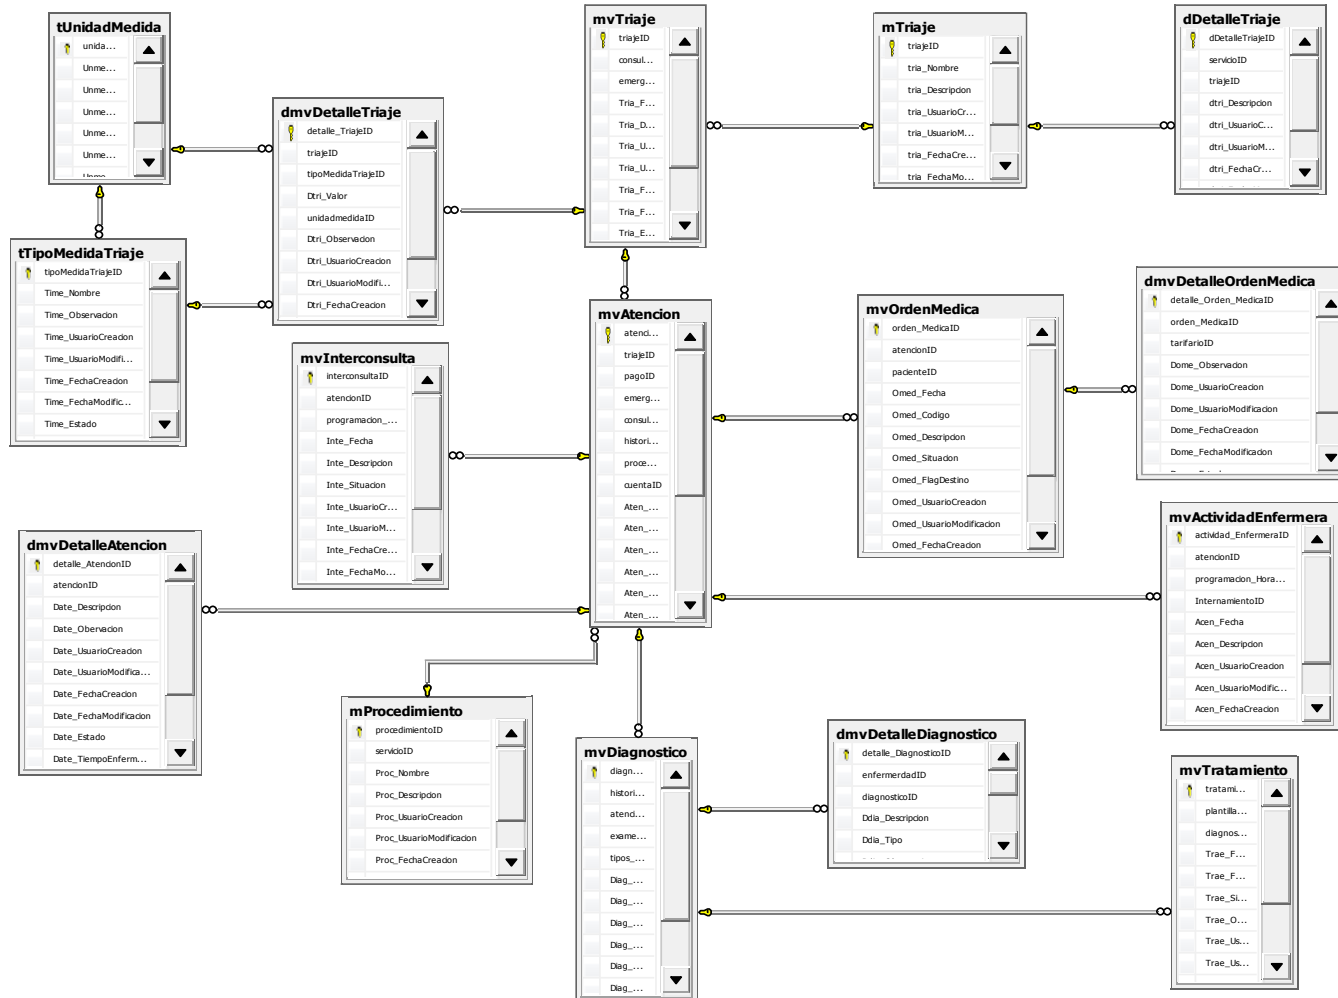 tUnidadMedida
unida...
Unme...
Unme...
Unme...
Unme...
Unme...
mvTriaje
triajeID
consul...
emerg...
Tria_F...
Tria_D...
Tria_U...
Tria_U...
Tria_F...
Tria_F...
Tria_E...
mTriaje
triajeID
tria_Nombre
tria_Descripcion
tria_UsuarioCr...
tria_UsuarioM...
tria_FechaCre...
tria_FechaMo...
dDetalleTriaje
dDetalleTriajeID
servicioID
triajeID
dtri_Descripcion
dtri_UsuarioC...
dtri_UsuarioM...
dtri_FechaCr...
dmvDetalleTriaje
detalle_TriajeID
triajeID
tipoMedidaTriajeID
Dtri_Valor
unidadmedidaID
Dtri_Observacion
Dtri_UsuarioCreacion
Dtri_UsuarioModifi...
Dtri_FechaCreacion
tTipoMedidaTriaje
tipoMedidaTriajeID
Time_Nombre
Time_Observacion
Time_UsuarioCreacion
Time_UsuarioModifi...
Time_FechaCreacion
Time_FechaModific...
Time_Estado
mvInterconsulta
interconsultaID
atencionID
programacion_...
Inte_Fecha
Inte_Descripcion
Inte_Situacion
Inte_UsuarioCr...
Inte_UsuarioM...
Inte_FechaCre...
Inte_FechaMo...
mvAtencion
atenci...
triajeID
pagoID
emerg...
consul...
histori...
proce...
cuentaID
Aten_...
Aten_...
Aten_...
Aten_...
Aten_...
Aten_...
mvOrdenMedica
orden_MedicaID
atencionID
pacienteID
Omed_Fecha
Omed_Codigo
Omed_Descripcion
Omed_Situacion
Omed_FlagDestino
Omed_UsuarioCreacion
Omed_UsuarioModificacion
Omed_FechaCreacion
dmvDetalleOrdenMedica
detalle_Orden_MedicaID
orden_MedicaID
tarifarioID
Dome_Observacion
Dome_UsuarioCreacion
Dome_UsuarioModificacion
Dome_FechaCreacion
Dome_FechaModificacion
mvActividadEnfermera
actividad_EnfermeraID
atencionID
programacion_Hora...
InternamientoID
Acen_Fecha
Acen_Descripcion
Acen_UsuarioCreacion
Acen_UsuarioModific...
Acen_FechaCreacion
dmvDetalleAtencion
detalle_AtencionID
atencionID
Date_Descripcion
Date_Obervacion
Date_UsuarioCreacion
Date_UsuarioModifica...
Date_FechaCreacion
Date_FechaModificacion
Date_Estado
Date_TiempoEnferm...
mProcedimiento
procedimientoID
servicioID
Proc_Nombre
Proc_Descripcion
Proc_UsuarioCreacion
Proc_UsuarioModificacion
Proc_FechaCreacion
mvDiagnostico
diagn...
histori...
atenci...
exame...
tipos_...
Diag_...
Diag_...
Diag_...
Diag_...
Diag_...
Diag_...
dmvDetalleDiagnostico
detalle_DiagnosticoID
enfermerdadID
diagnosticoID
Ddia_Descripcion
Ddia_Tipo
mvTratamiento
tratami...
plantilla...
diagnos...
Trae_F...
Trae_F...
Trae_Si...
Trae_O...
Trae_Us...
Trae_Us...